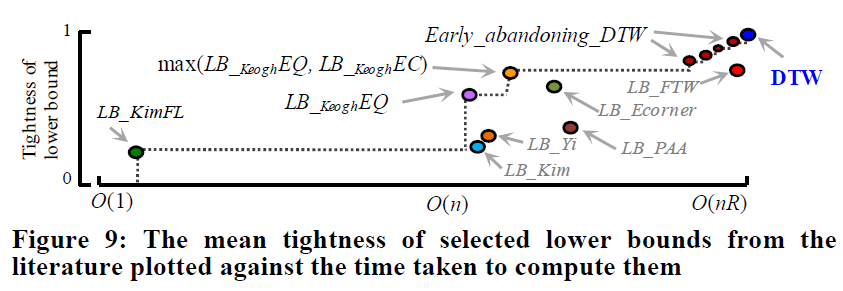 1
Early_abandoning_DTW
max(LB_KeoghEQ, LB_KeoghEC)
DTW
LB_FTW
LB_KeoghEQ
LB_Ecorner
LB_KimFL
Tightness of
lower bound
LB_Yi
LB_PAA
LB_Kim
0
O(1)
O(n)
O(nR)
Figure 9: The mean tightness of selected lower bounds from the
literature plotted against the time taken to compute them